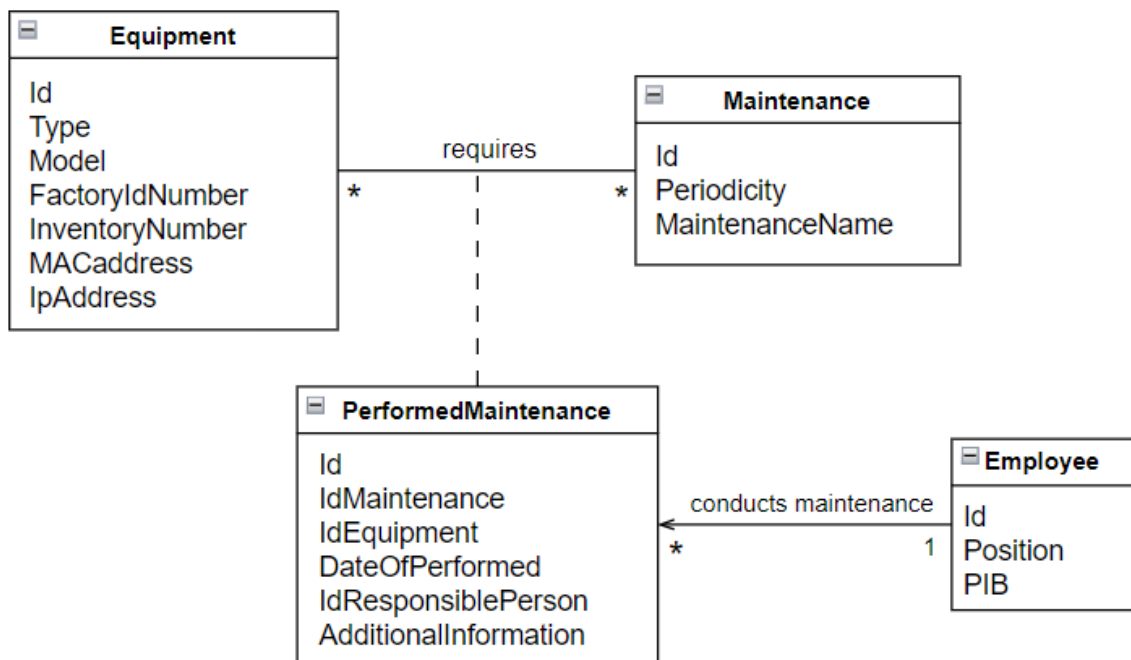 Equipment
Id
Type
Model
FactoryIdNumber
InventoryNumber
MACaddress
IpAddress
requires
*
*
Maintenance
Id
Periodicity
MaintenanceName
PerformedMaintenance
Id
IdMaintenance
IdEquipment
DateOfPerformed
IdResponsiblePerson
AdditionalInformation
conducts maintenance
*
1
Employee
Id
Position
PIB